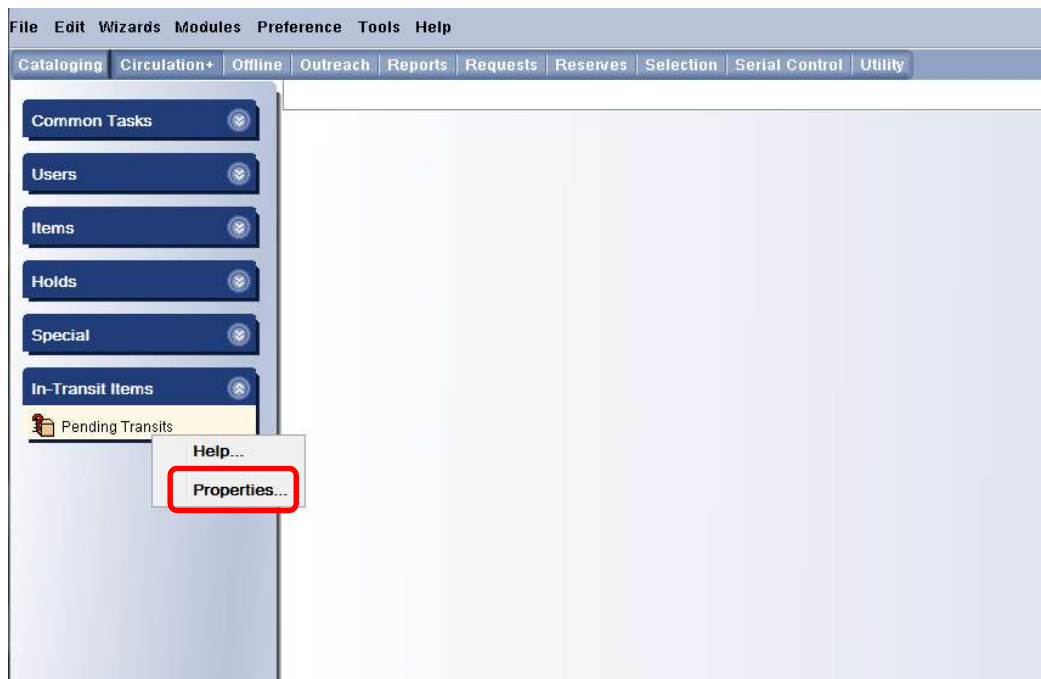 File Edit Wizards Modules Preference Tools Help
Cataloging Circulation+ Offline Outreach Reports Requests Reserves Selection Serial Control Utility
Common Tasks
Users
Items
Holds
Special
In-Transit Items
Pending Transits
Help...
Properties...